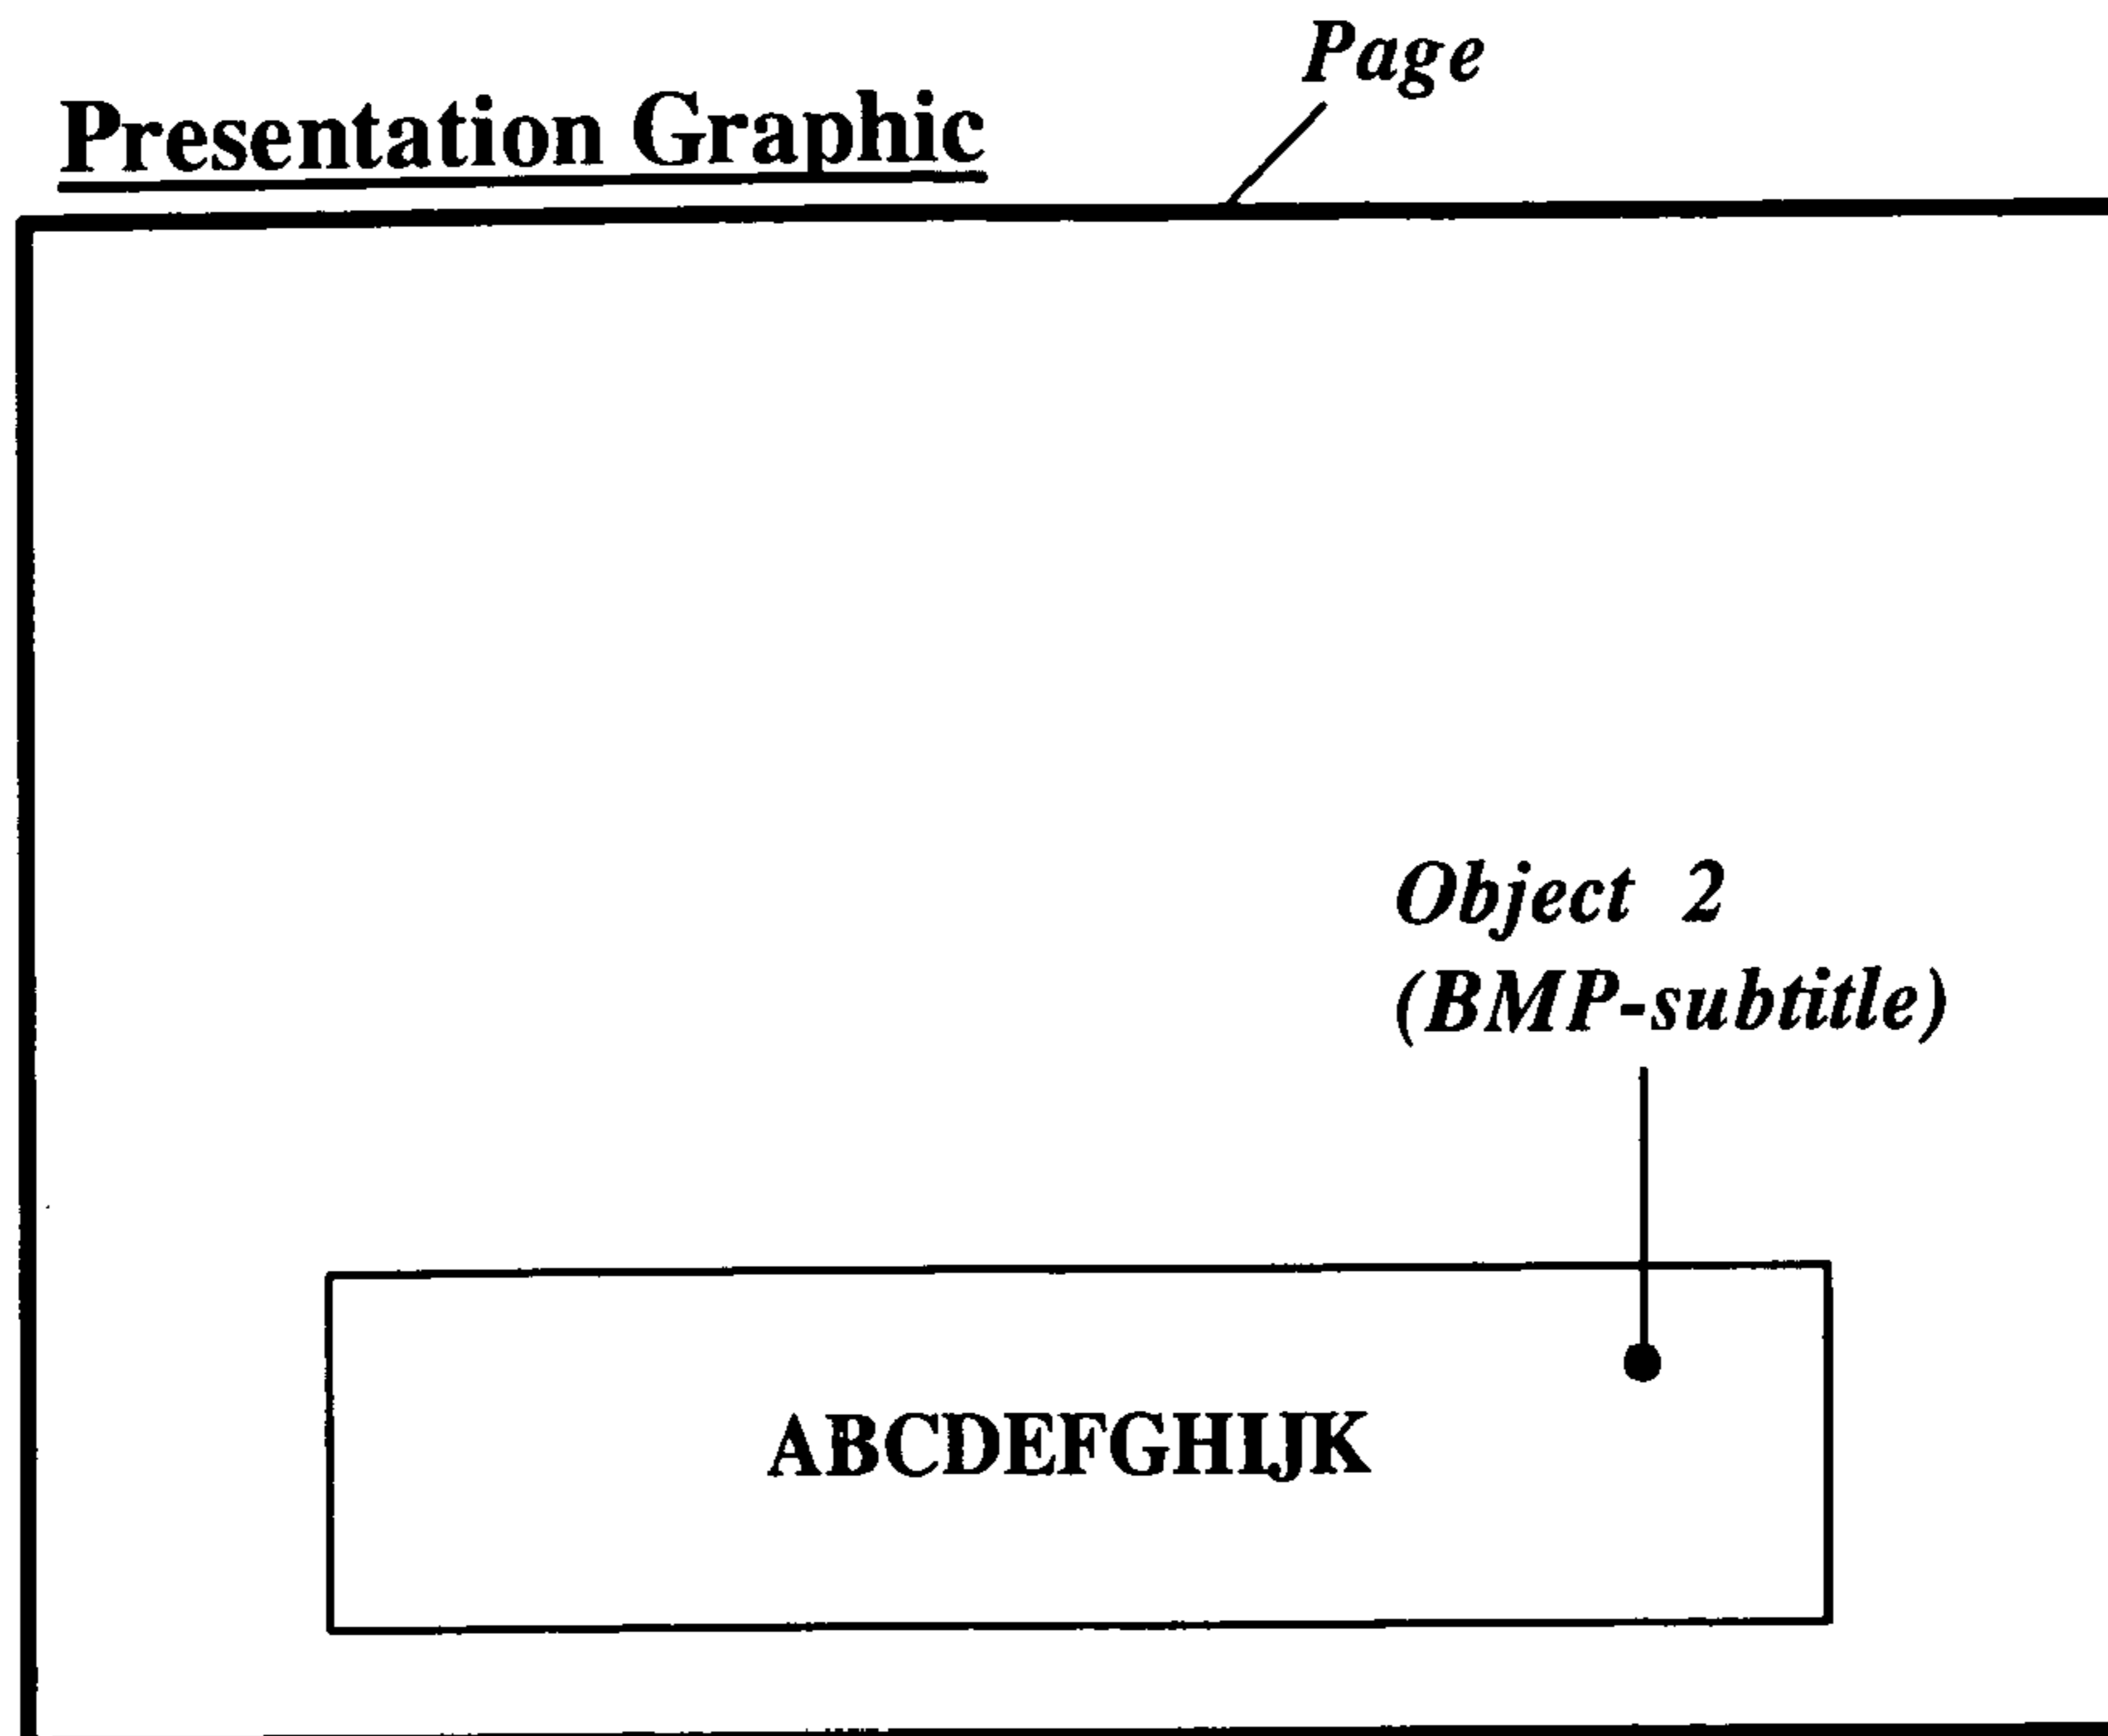 Page
Presentation Graphic
Object 2
(BMP-subtitle)
ABCDEFGHIJK